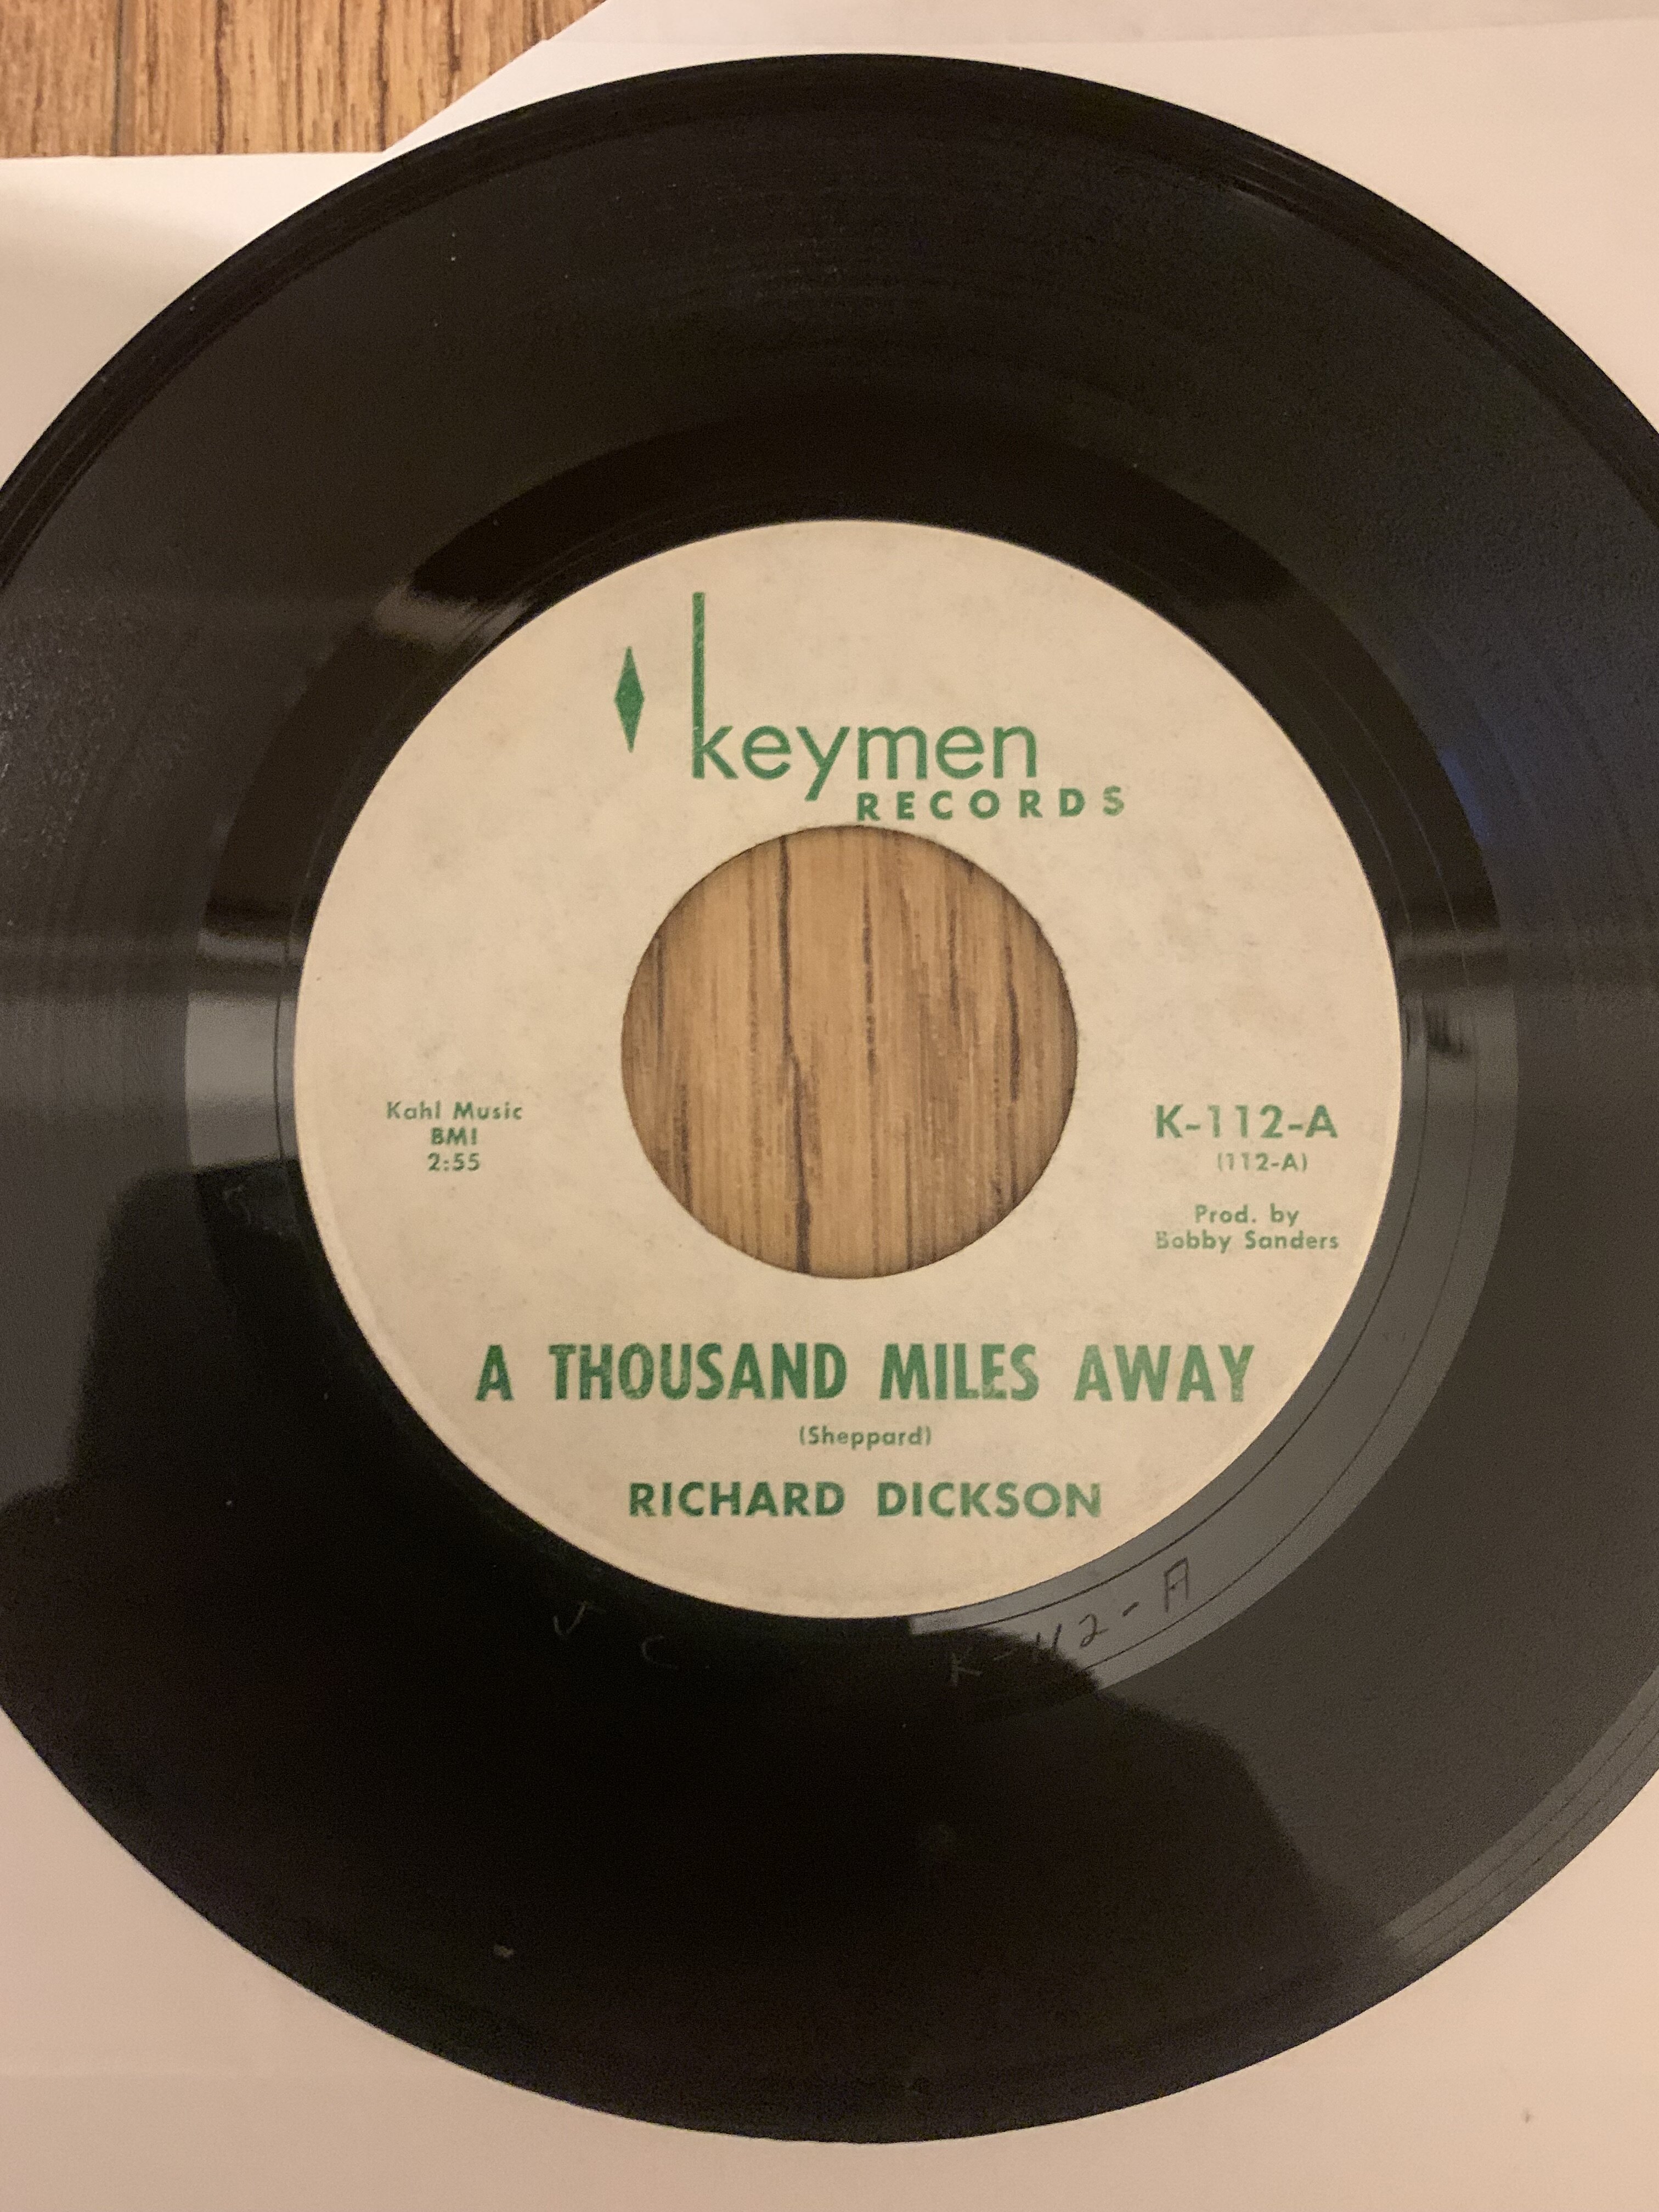 keymen
RECORDS
Kahl Music
BMI
2:55
K-112-A
(112-A)
Prod. by
Bobby Sanders
A THOUSAND MILES AWAY
(Sheppard)
RICHARD DICKSON
K-112-A